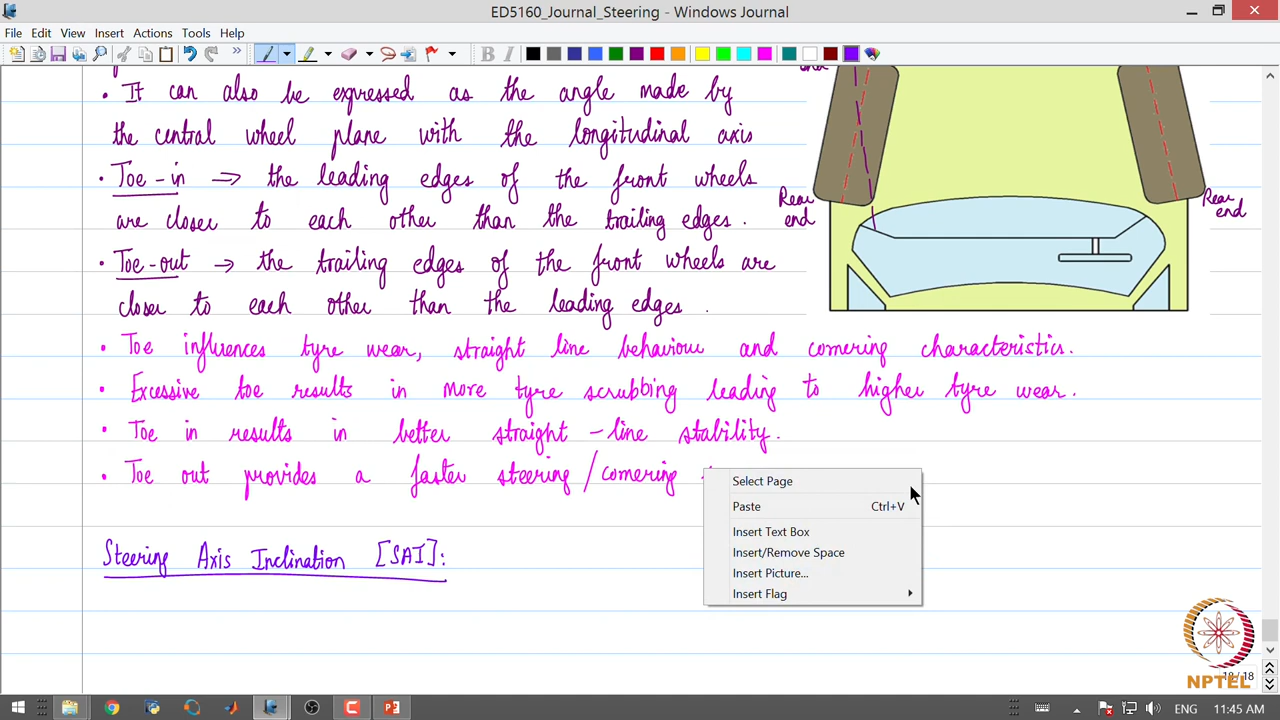 ED5160_Journal_Steering - Windows Journal
File Edit View Insert Actions Tools Help
• It can also be expressed as the angle made by
the central wheel plane with the longitudinal axis
• Toe-in ⇒ the leading edges of the front wheels
are closer to each other than the trailing edges.
• Toe-out → the trailing edges of the front wheels are
closer to each other than the leading edges.
Rear end
Rear end
• Toe influences tyre wear, straight line behaviour and cornering characteristics.
• Excessive toe results in more tyre scrubbing leading to higher tyre wear.
• Toe in results in better straight-line stability.
• Toe out provides a faster steering/cornering
Select Page
Paste Ctrl+V
Insert Text Box
Insert/Remove Space
Insert Picture...
Insert Flag
Steering Axis Inclination [SAI]:
18/18
NPTEL
ENG 11:45 AM